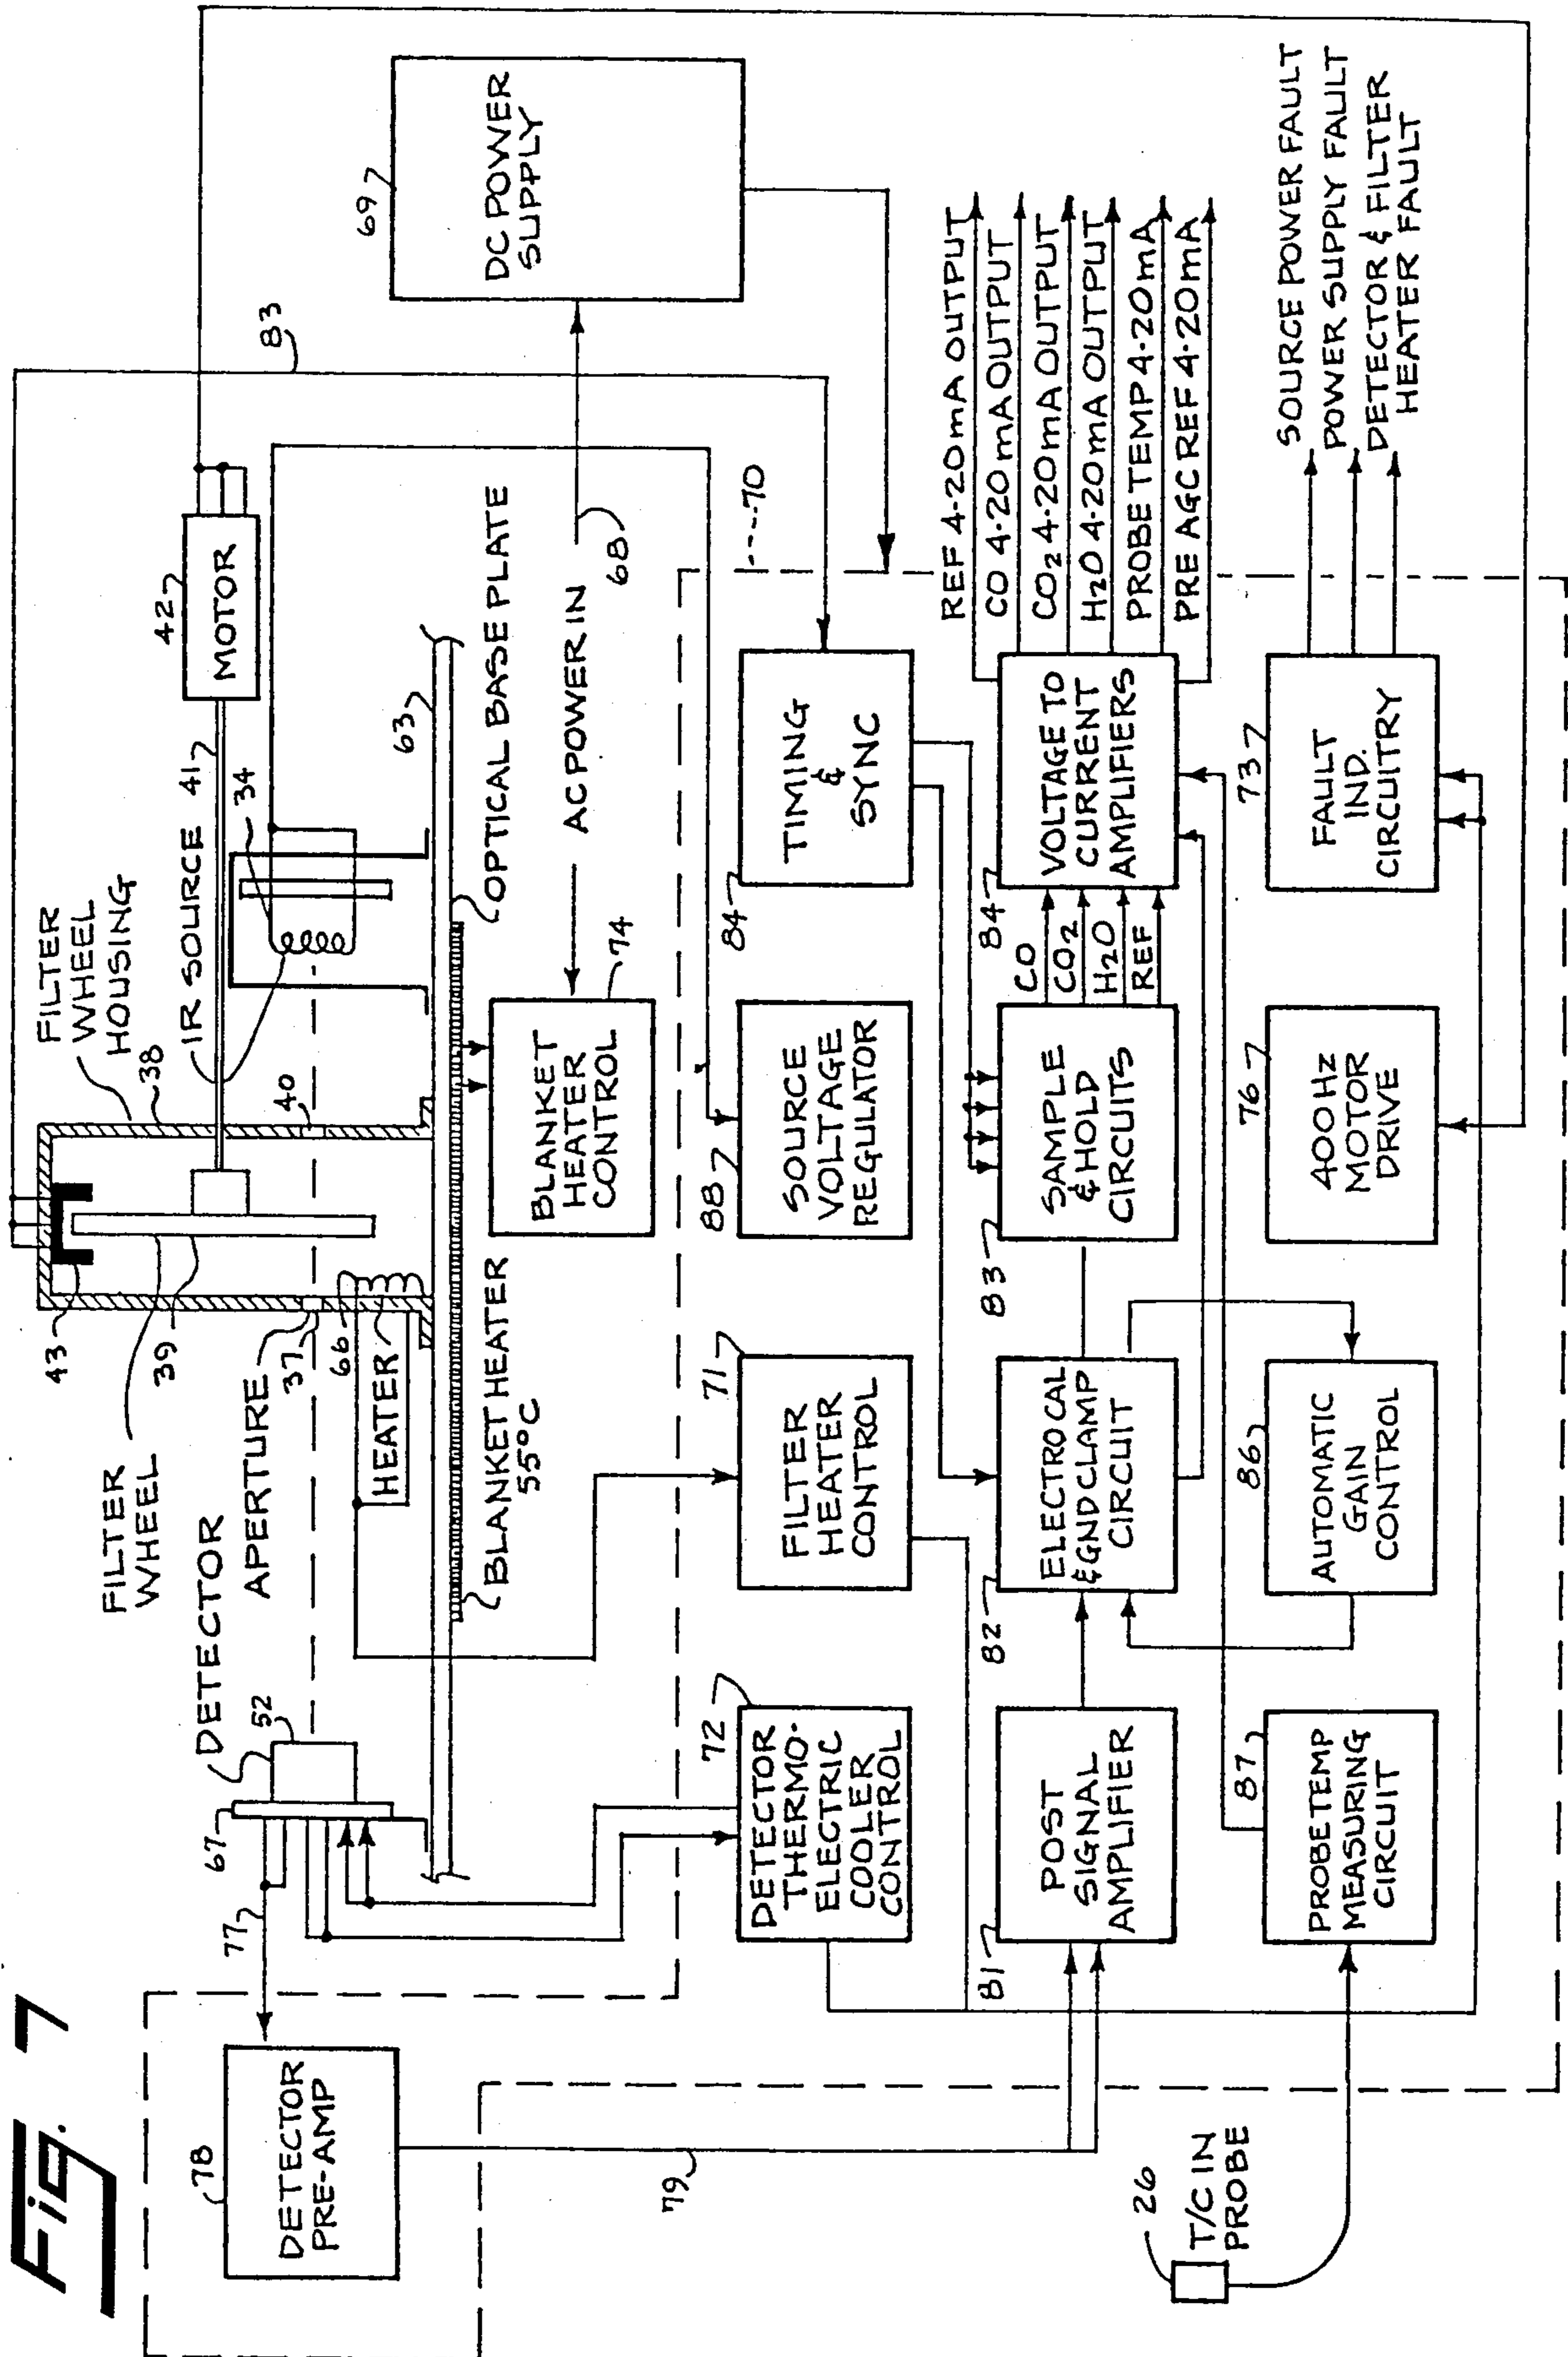 Fig. 7
FILTER
WHEEL
HOUSING
38
43
FILTER
WHEEL
39
IR SOURCE
41
34
42
MOTOR
83
69
DC POWER
SUPPLY
DETECTOR
52
67
77
APERTURE
37
40
66
HEATER
63
OPTICAL BASE PLATE
BLANKET HEATER
55°C
BLANKET
HEATER
CONTROL
74
AC POWER IN
68
70
78
DETECTOR
PRE-AMP
79
72
DETECTOR
THERMO-
ELECTRIC
COOLER
CONTROL
71
FILTER
HEATER
CONTROL
88
SOURCE
VOLTAGE
REGULATOR
84
TIMING
&
SYNC
81
POST
SIGNAL
AMPLIFIER
82
ELECTRO CAL
& GND CLAMP
CIRCUIT
83
SAMPLE
& HOLD
CIRCUITS
CO
CO2
H2O
REF
84
VOLTAGE TO
CURRENT
AMPLIFIERS
REF 4-20mA OUTPUT
CO 4-20mA OUTPUT
CO2 4-20mA OUTPUT
H2O 4-20mA OUTPUT
PROBE TEMP 4-20mA
PRE AGC REF 4-20mA
26
T/C IN
PROBE
87
PROBE TEMP
MEASURING
CIRCUIT
86
AUTOMATIC
GAIN
CONTROL
76
400 Hz
MOTOR
DRIVE
73
FAULT
IND.
CIRCUITRY
SOURCE POWER FAULT
POWER SUPPLY FAULT
DETECTOR & FILTER
HEATER FAULT